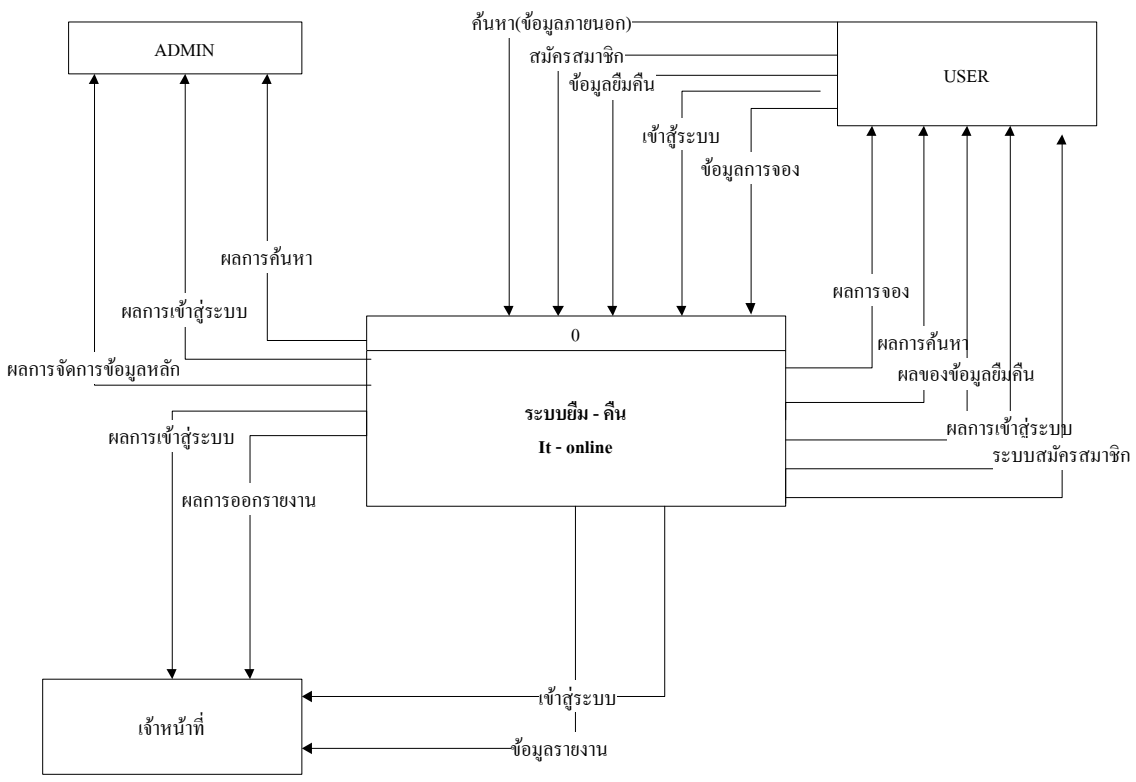 ค้นหา(ข้อมูลภายนอก)
ADMIN
สมัครสมาชิก
USER
ข้อมูลยืมคืน
เข้าสู้ระบบ
ข้อมูลการจอง
ผลการค้นหา
ผลการจอง
ผลการเข้าสู่ระบบ
0
ผลการค้นหา
ผลการจัดการข้อมูลหลัก
ผลของข้อมูลยืมคืน
ระบบยืม - คืน
ผลการเข้าสู่ระบบ
ผลการเข้าสู่ระบบ
It - online
ระบบสมัครสมาชิก
ผลการออกรายงาน
เข้าสู่ระบบ
เจ้าหน้าที่
ข้อมูลรายงาน